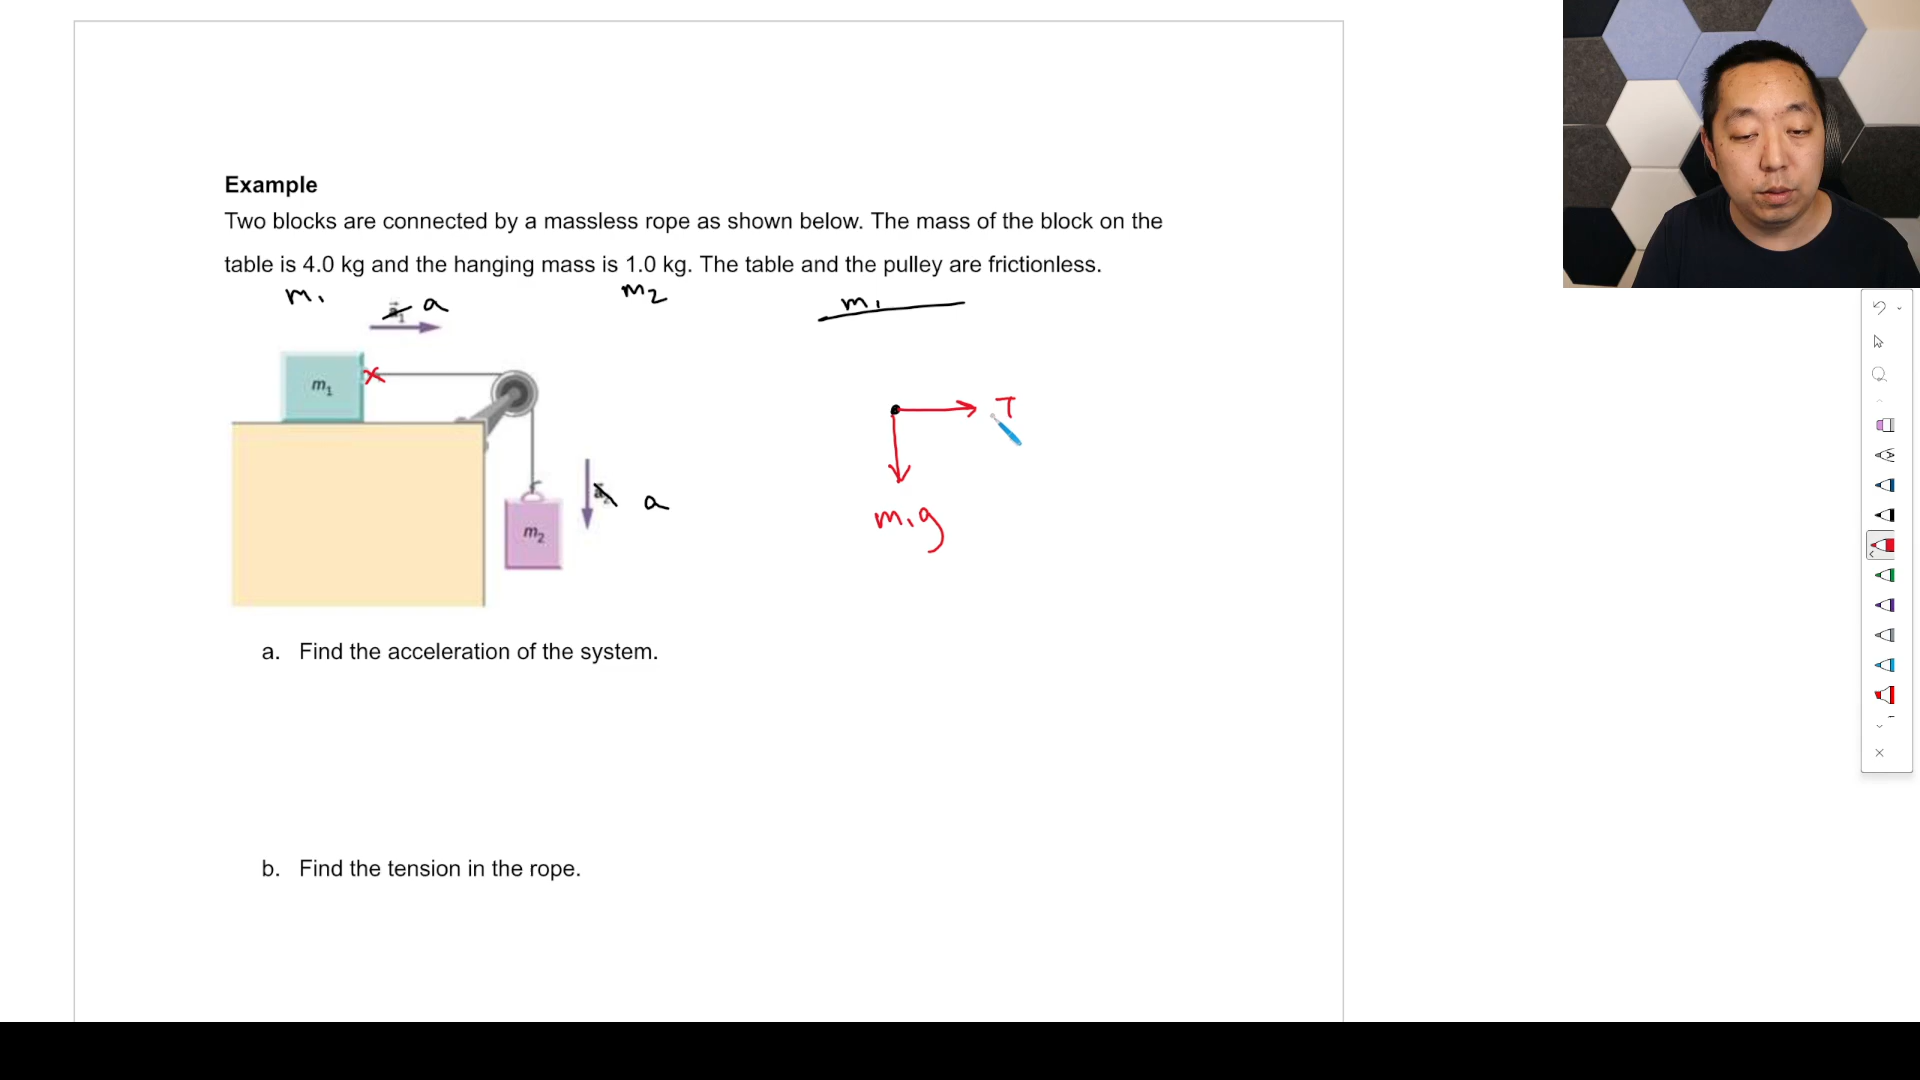 Example
Two blocks are connected by a massless rope as shown below. The mass of the block on the
table is 4.0 kg and the hanging mass is 1.0 kg. The table and the pulley are frictionless.
m₁ m₂ m₁
a
m₁
T
a
m₁g
m₂
a. Find the acceleration of the system.
b. Find the tension in the rope.